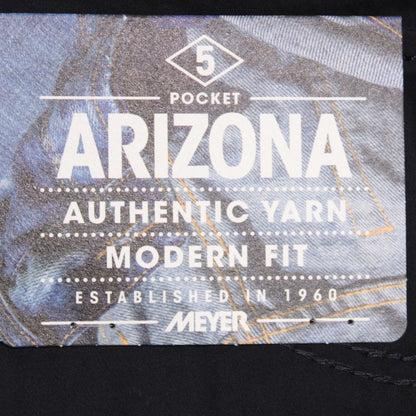 5
POCKET
ARIZONA
AUTHENTIC YARN
MODERN FIT
ESTABLISHED IN 1960
MEYER